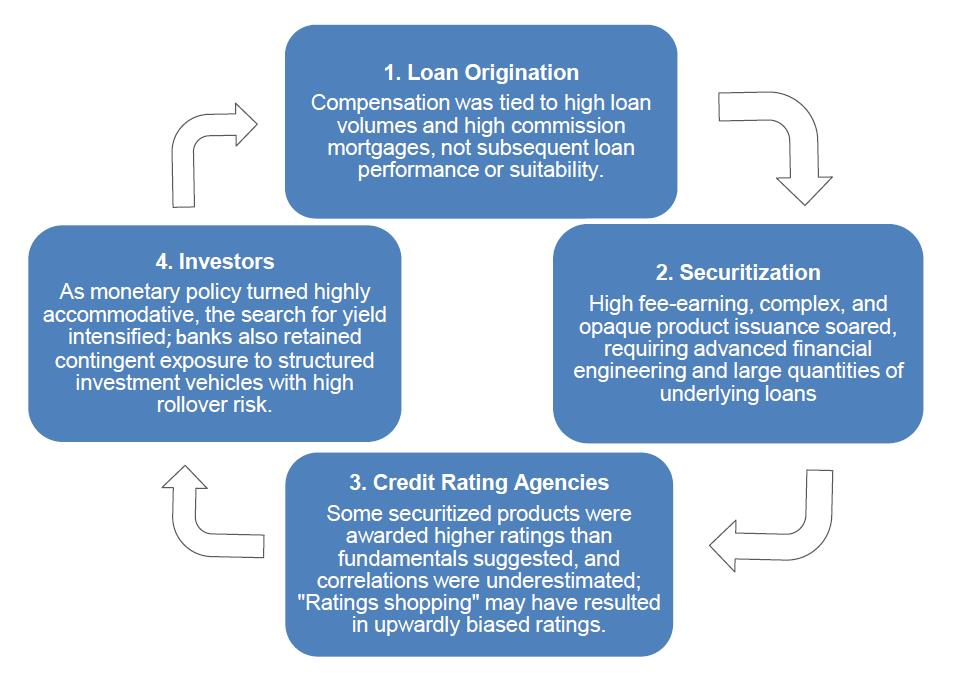 1. Loan Origination
Compensation was tied to high loan
volumes and high commission
mortgages, not subsequent loan
performance or suitability.
2. Securitization
High fee-earning, complex, and
opaque product issuance soared,
requiring advanced financial
engineering and large quantities of
underlying loans
3. Credit Rating Agencies
Some securitized products were
awarded higher ratings than
fundamentals suggested, and
correlations were underestimated;
"Ratings shopping" may have resulted
in upwardly biased ratings.
4. Investors
As monetary policy turned highly
accommodative, the search for yield
intensified; banks also retained
contingent exposure to structured
investment vehicles with high
rollover risk.